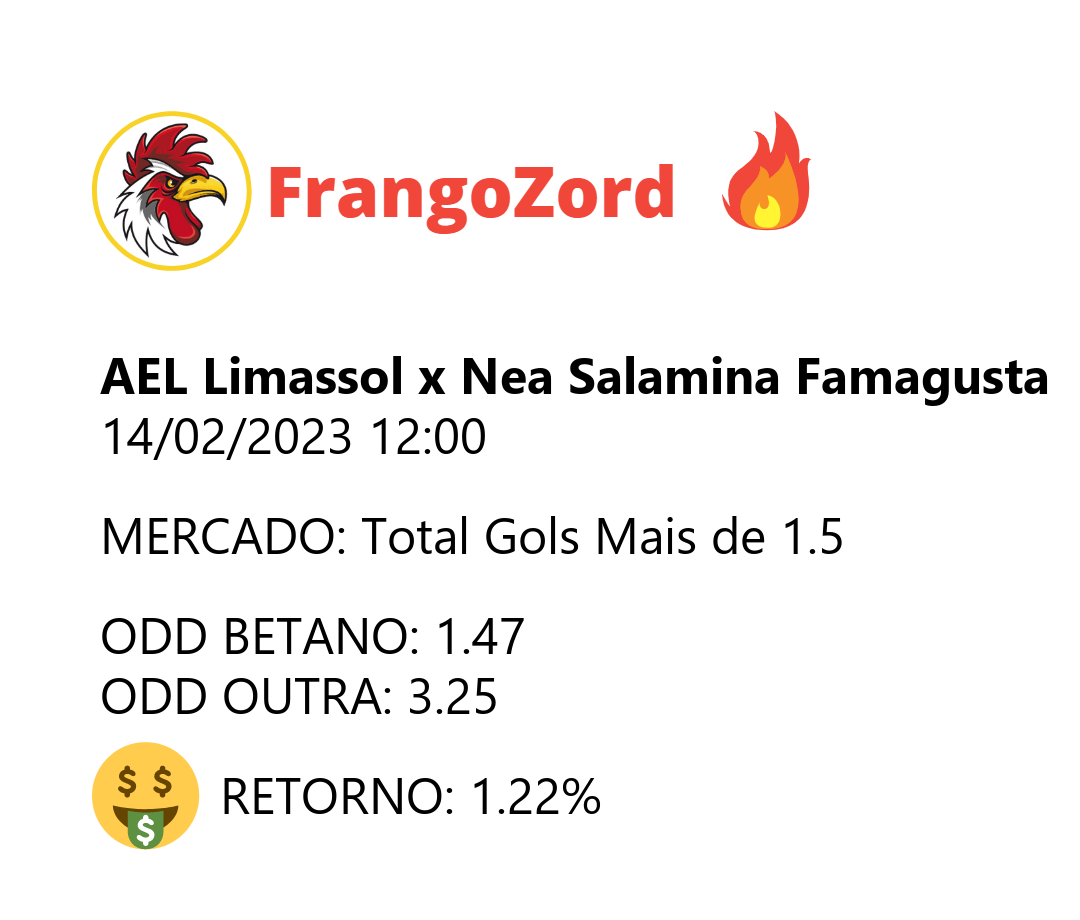 FrangoZord
AEL Limassol x Nea Salamina Famagusta
14/02/2023 12:00
MERCADO: Total Gols Mais de 1.5
ODD BETANO: 1.47
ODD OUTRA: 3.25
$ $
$
RETORNO: 1.22%